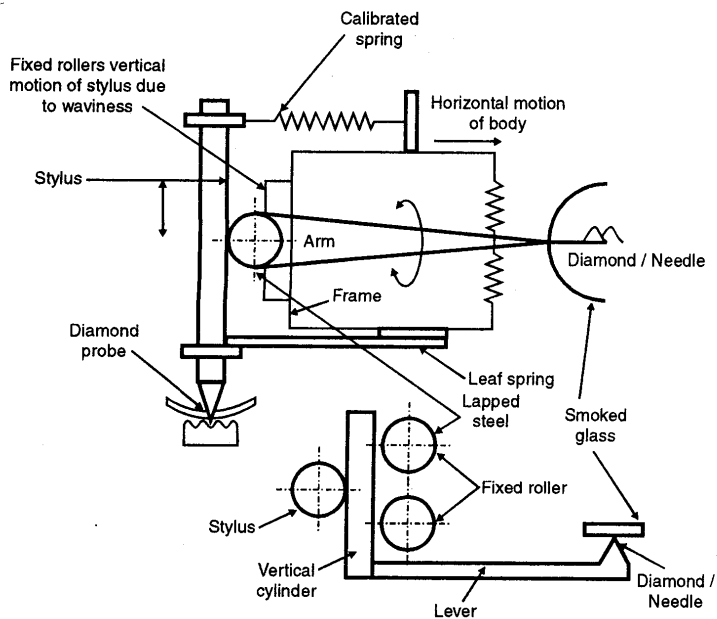 Calibrated
spring
Fixed rollers vertical
motion of stylus due
to waviness
Horizontal motion
of body
Stylus
Arm
Diamond / Needle
Frame
Diamond
probe
Leaf spring
Lapped
steel
Smoked
glass
Fixed roller
Stylus
Vertical
cylinder
Diamond /
Needle
Lever